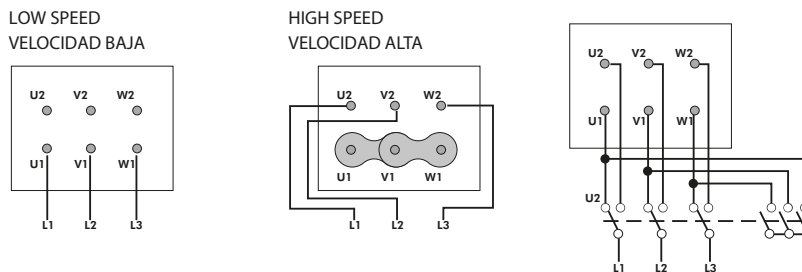 LOW SPEED
VELOCIDAD BAJA
U2 V2 W2
U1 V1 W1
L1 L2 L3
HIGH SPEED
VELOCIDAD ALTA
U2 V2 W2
U1 V1 W1
L1 L2 L3
U2 V2 W2
U1 V1 W1
U2
L1 L2 L3